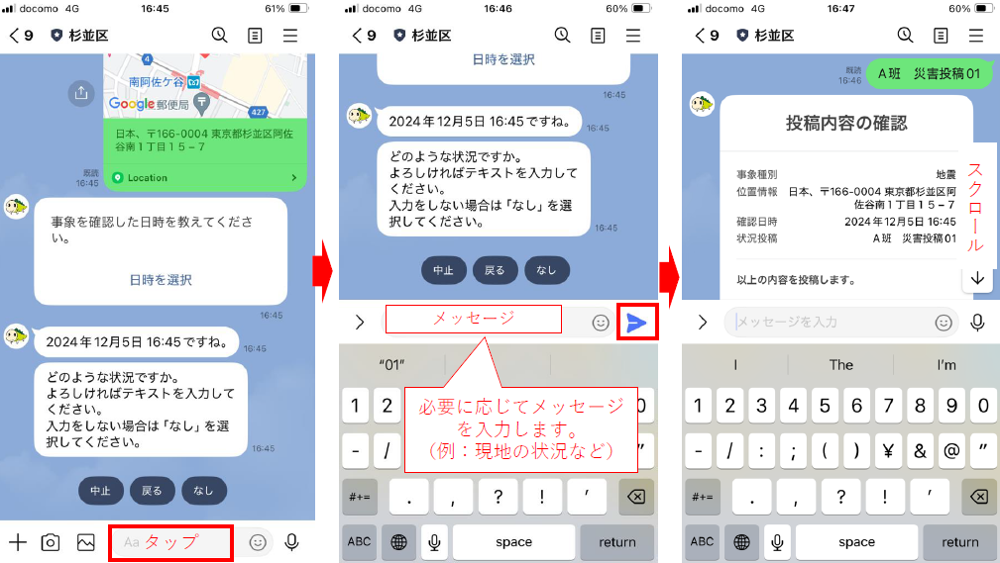 docomo 4G 16:45 61%
9 杉並区
南阿佐ケ谷
4
Google
郵便局
427
日本、〒166-0004 東京都杉並区阿佐
谷南1丁目15−7
Location
既読
16:45
事象を確認した日時を教えてくださ
い。
日時を選択
16:45
2024年12月5日 16:45ですね。
16:45
どのような状況ですか。
よろしければテキストを入力して
ください。
入力をしない場合は「なし」を選
択してください。
16:45
中止 戻る なし
Aa タップ
docomo 4G 16:46 60%
9 杉並区
日時を選択
16:45
2024年12月5日 16:45ですね。
16:45
どのような状況ですか。
よろしければテキストを入力して
ください。
入力をしない場合は「なし」を選
択してください。
16:45
中止 戻る なし
メッセージ
“01”
必要に応じてメッセージ
を入力します。
（例：現地の状況など）
1 2 0
- / ”
#+= . , ? ! ’
ABC space return
docomo 4G 16:47 60%
9 杉並区
既読
16:46
A班 災害投稿01
投稿内容の確認
事象種別 地震
位置情報 日本、〒166-0004 東京都杉並区阿
佐谷南1丁目15−7
確認日時 2024年12月5日 16:45
状況投稿 A班 災害投稿01
以上の内容を投稿します。
スクロール
メッセージを入力
I The I’m
1 2 3 4 5 6 7 8 9 0
- / : ; ( ) ¥ & @ ”
#+= . , ? ! ’
ABC space return